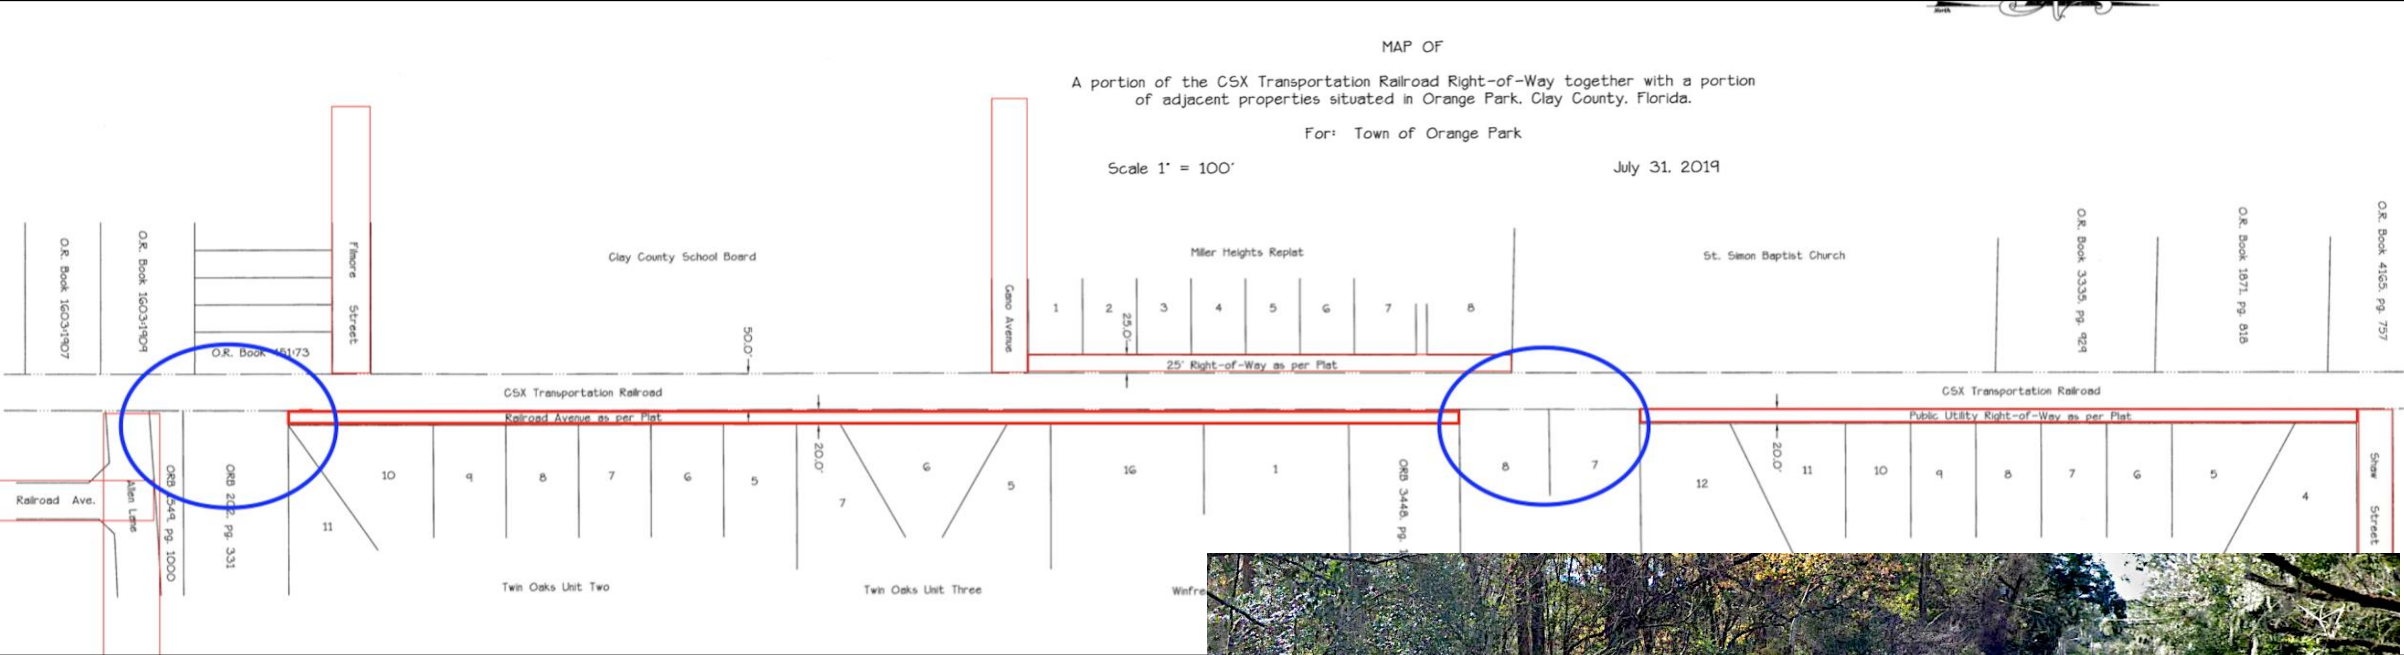 North
MAP OF
A portion of the CSX Transportation Railroad Right-of-Way together with a portion
of adjacent properties situated in Orange Park, Clay County, Florida.
For: Town of Orange Park
Scale 1" = 100'
July 31, 2019
O.R. Book 1603:1907
O.R. Book 1603:1909
O.R. Book
Filmore Street
Clay County School Board
50.0'
Gano Avenue
Miller Heights Replat
1
2
3
4
5
6
7
8
25.0'
25' Right-of-Way as per Plat
St. Simon Baptist Church
O.R. Book 3335, pg. 929
O.R. Book 1871, pg. 818
O.R. Book 4165, pg. 757
CSX Transportation Railroad
CSX Transportation Railroad
Railroad Avenue as per Plat
Public Utility Right-of-Way as per Plat
Railroad Ave.
Allen Lane
pg. 1000
ORB pg. 331
11
10
9
8
7
6
5
20.0'
7
6
5
16
1
ORB 3448, pg.
8
7
12
20.0'
11
10
9
8
7
6
5
4
Shaw Street
Twin Oaks Unit Two
Twin Oaks Unit Three